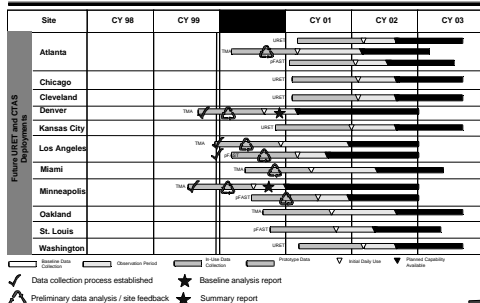 Site CY 98 CY 99 CY 01 CY 02 CY 03
Future URET and CTAS Deployments
Atlanta URET
TMA
pFAST
Chicago URET
Cleveland URET
Denver TMA
Kansas City URET
Los Angeles TMA
pFAST
Miami TMA
Minneapolis TMA
pFAST
Oakland TMA
St. Louis pFAST
Washington URET
Baseline Data Collection Observation Period In-Use Data Collection Prototype Data Initial Daily Use Planned Capability Available
Data collection process established Baseline analysis report
Preliminary data analysis / site feedback Summary report